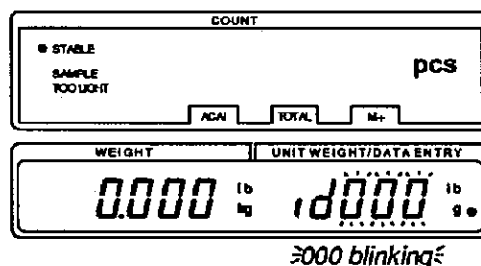 COUNT
STABLE
SAMPLE
TOO LIGHT
pcs
ACAI TOTAL M+
WEIGHT UNIT WEIGHT/DATA ENTRY
0.000 lb kg id000 lb g
000 blinking